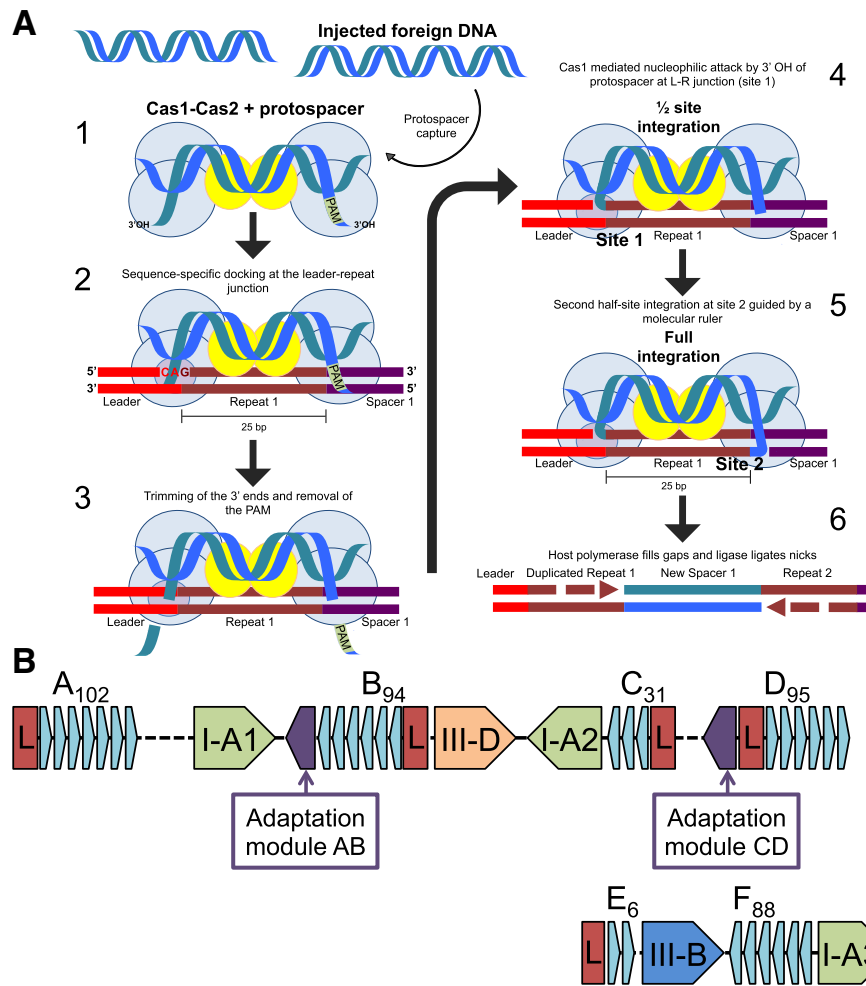 A
Injected foreign DNA
Cas1-Cas2 + protospacer
Protospacer
capture
1
PAM
3'OH
3'OH
2
Sequence-specific docking at the leader-repeat
junction
5'
CAG
3'
3'
PAM
5'
Leader
Repeat 1
Spacer 1
25 bp
3
Trimming of the 3' ends and removal of
the PAM
Leader
Repeat 1
Spacer 1
PAM
4
Cas1 mediated nucleophilic attack by 3' OH of
protospacer at L-R junction (site 1)
½ site
integration
Leader
Site 1
Repeat 1
Spacer 1
5
Second half-site integration at site 2 guided by a
molecular ruler
Full
integration
Leader
Repeat 1
Site 2
Spacer 1
25 bp
6
Host polymerase fills gaps and ligase ligates nicks
Leader
Duplicated Repeat 1
New Spacer 1
Repeat 2
B
A102
B94
C31
D95
L
I-A1
L
III-D
I-A2
L
L
Adaptation
module AB
Adaptation
module CD
E6
F88
L
III-B
I-A3